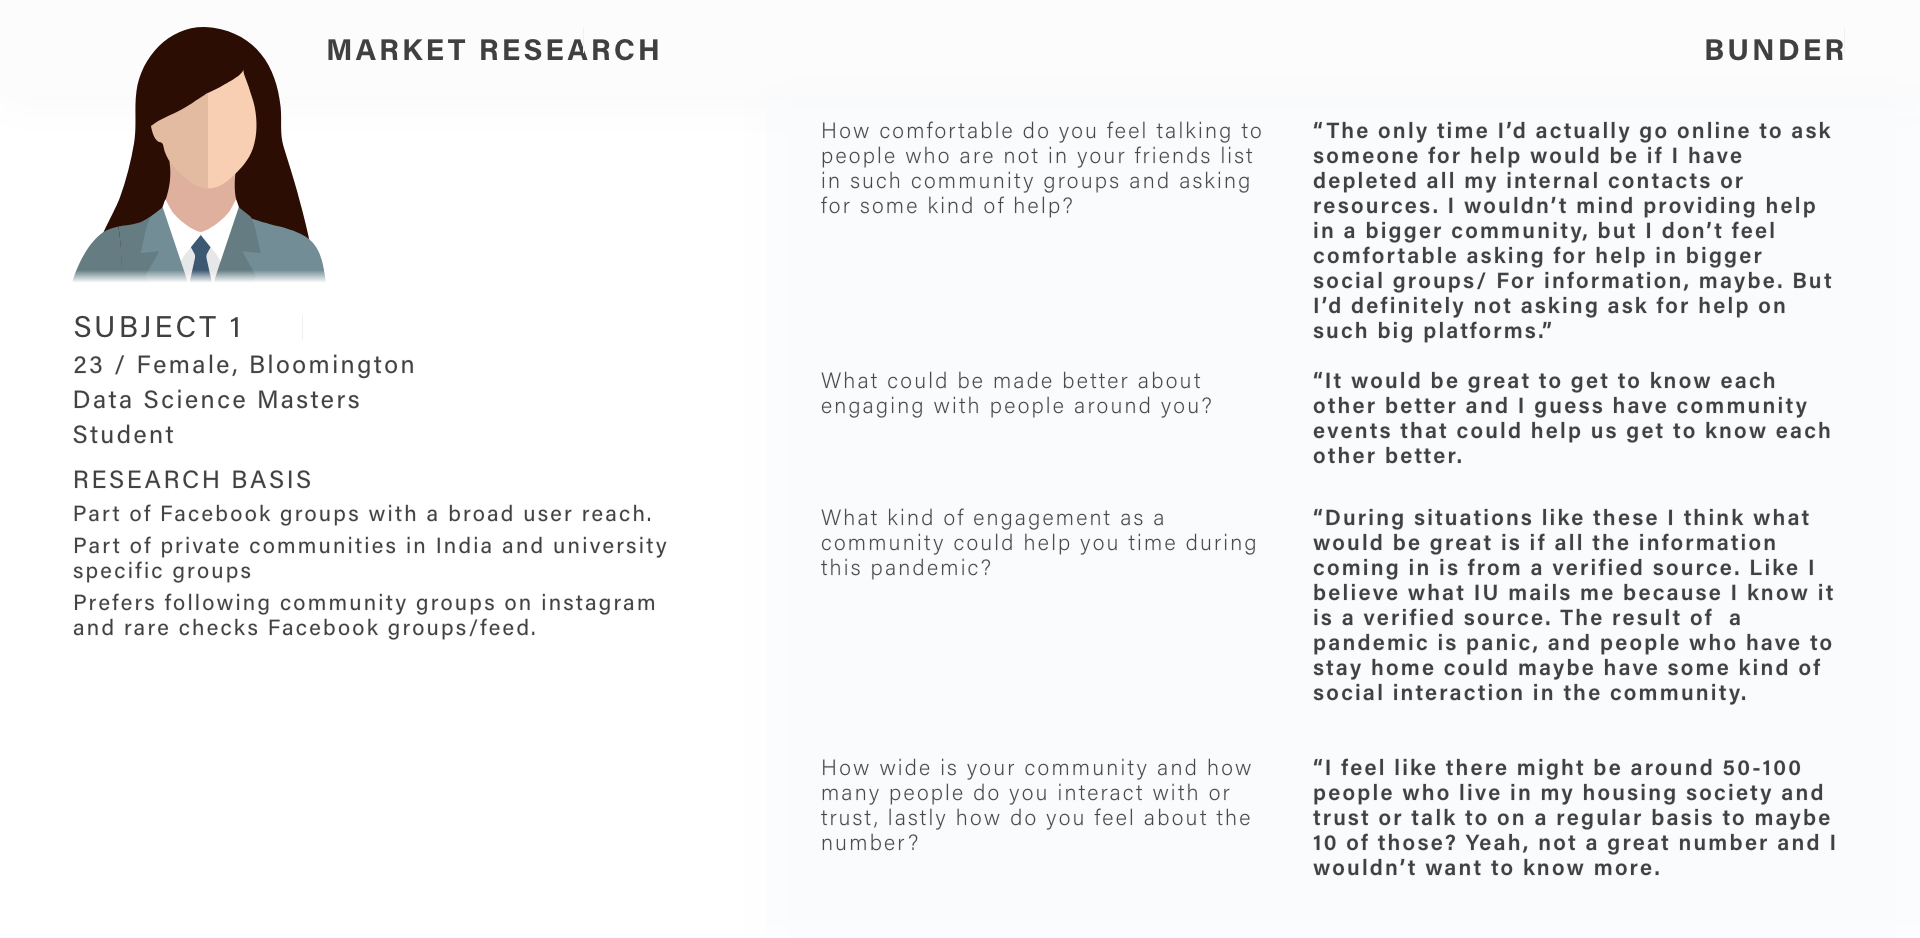 MARKET RESEARCH
BUNDER
SUBJECT 1
23 / Female, Bloomington
Data Science Masters
Student
RESEARCH BASIS
Part of Facebook groups with a broad user reach.
Part of private communities in India and university
specific groups
Prefers following community groups on instagram
and rare checks Facebook groups/feed.
How comfortable do you feel talking to
people who are not in your friends list
in such community groups and asking
for some kind of help?
“The only time I’d actually go online to ask
someone for help would be if I have
depleted all my internal contacts or
resources. I wouldn’t mind providing help
in a bigger community, but I don’t feel
comfortable asking for help in bigger
social groups/ For information, maybe. But
I’d definitely not asking ask for help on
such big platforms.”
What could be made better about
engaging with people around you?
“It would be great to get to know each
other better and I guess have community
events that could help us get to know each
other better.
What kind of engagement as a
community could help you time during
this pandemic?
“During situations like these I think what
would be great is if all the information
coming in is from a verified source. Like I
believe what IU mails me because I know it
is a verified source. The result of  a
pandemic is panic, and people who have to
stay home could maybe have some kind of
social interaction in the community.
How wide is your community and how
many people do you interact with or
trust, lastly how do you feel about the
number?
“I feel like there might be around 50-100
people who live in my housing society and
trust or talk to on a regular basis to maybe
10 of those? Yeah, not a great number and I
wouldn’t want to know more.